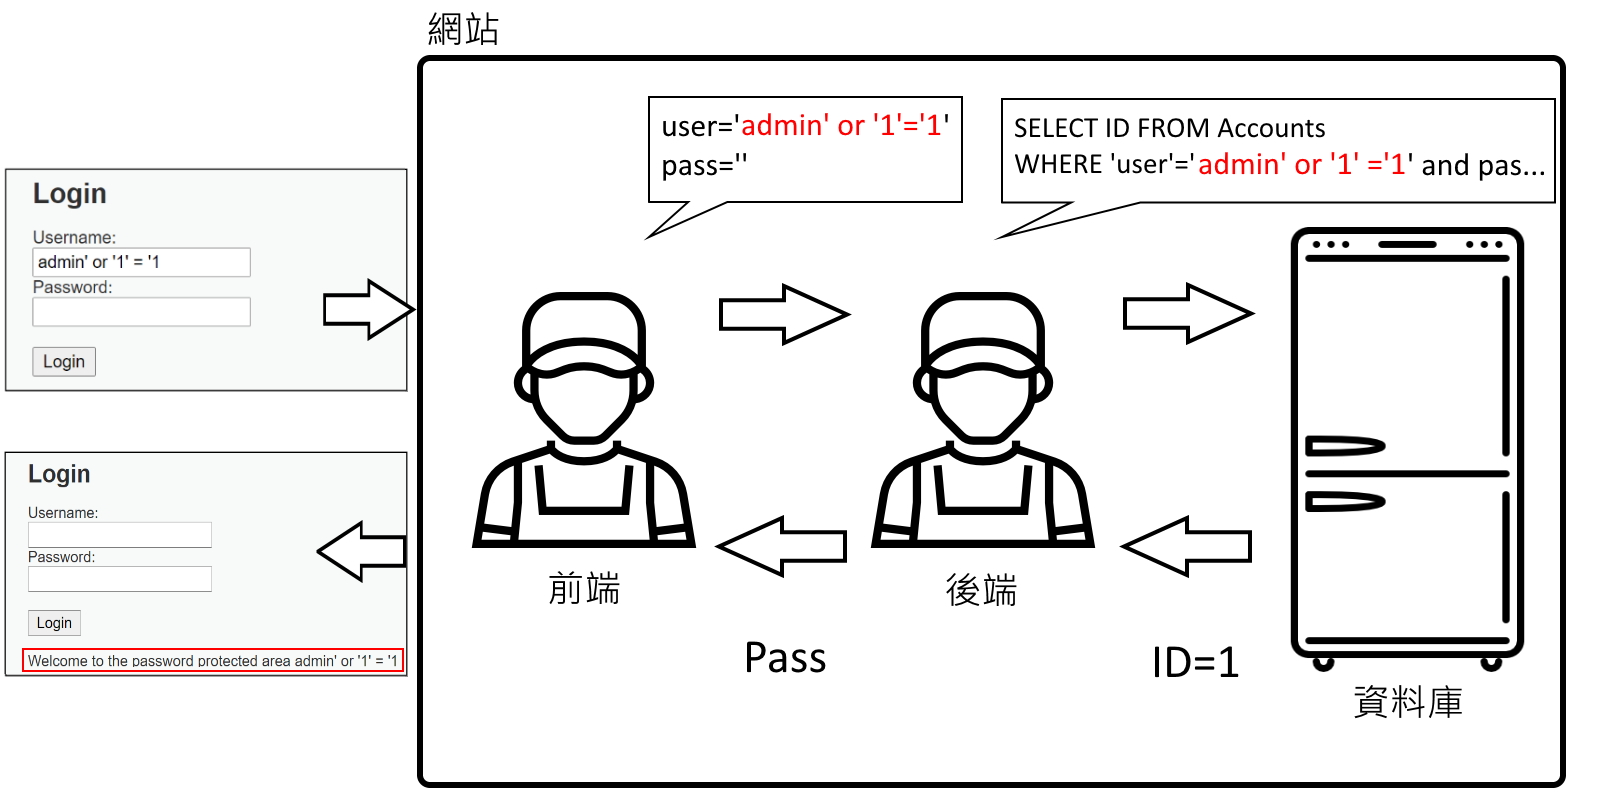 網站
user='admin' or '1'='1'
pass=''
SELECT ID FROM Accounts
WHERE 'user'='admin' or '1' ='1' and pas...
Login
Username:
admin' or '1' = '1
Password:
Login
Login
Username:
Password:
Login
Welcome to the password protected area admin' or '1' = '1
前端
後端
Pass
ID=1
資料庫